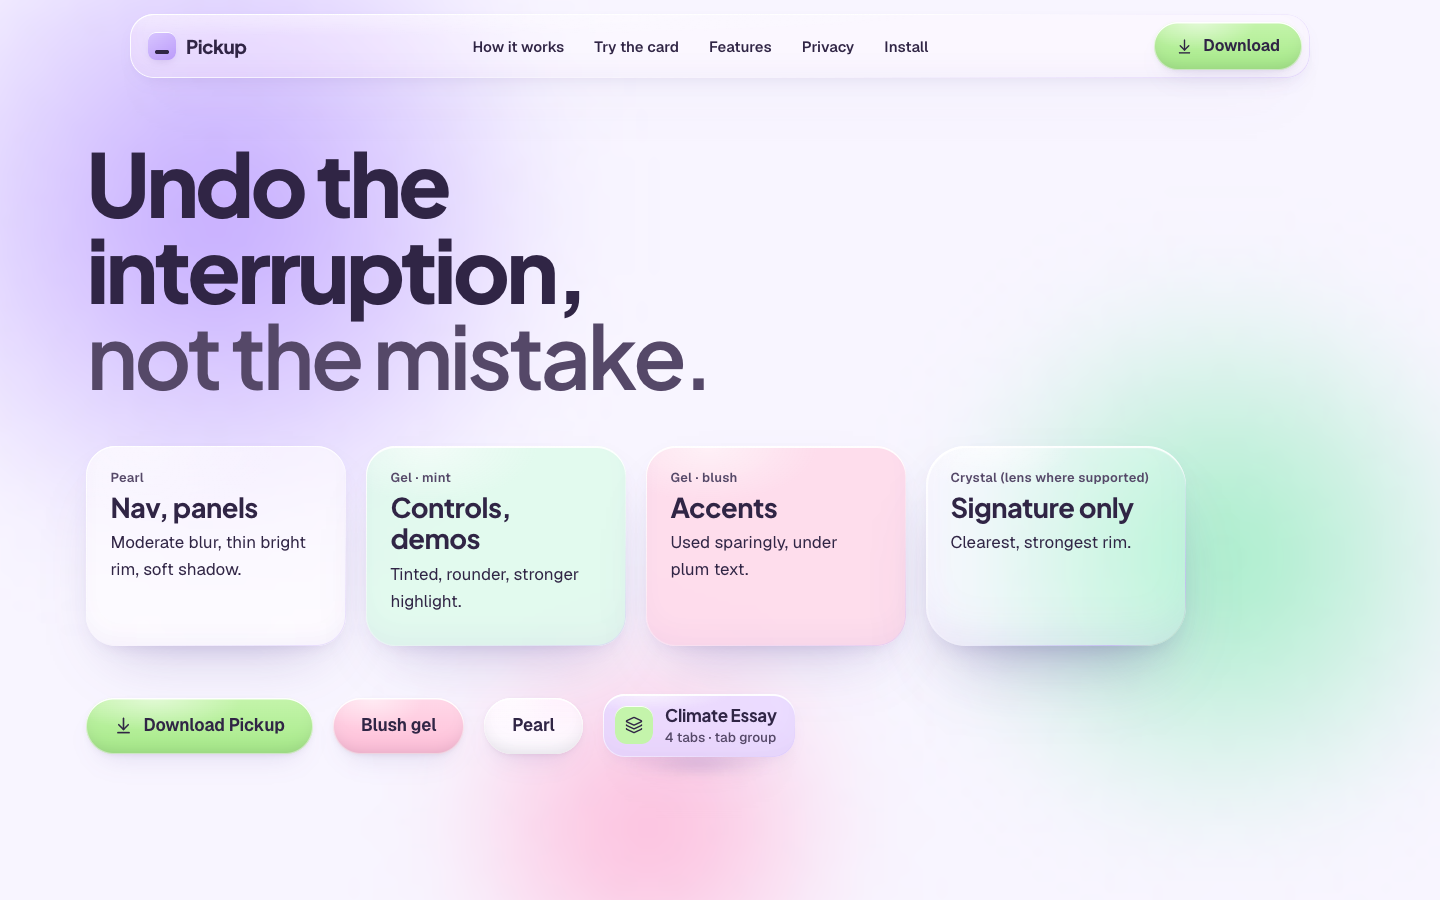 Pickup
How it works
Try the card
Features
Privacy
Install
Download
Undo the
interruption,
not the mistake.
Pearl
Nav, panels
Moderate blur, thin bright
rim, soft shadow.
Gel · mint
Controls,
demos
Tinted, rounder, stronger
highlight.
Gel · blush
Accents
Used sparingly, under
plum text.
Crystal (lens where supported)
Signature only
Clearest, strongest rim.
Download Pickup
Blush gel
Pearl
Climate Essay
4 tabs · tab group